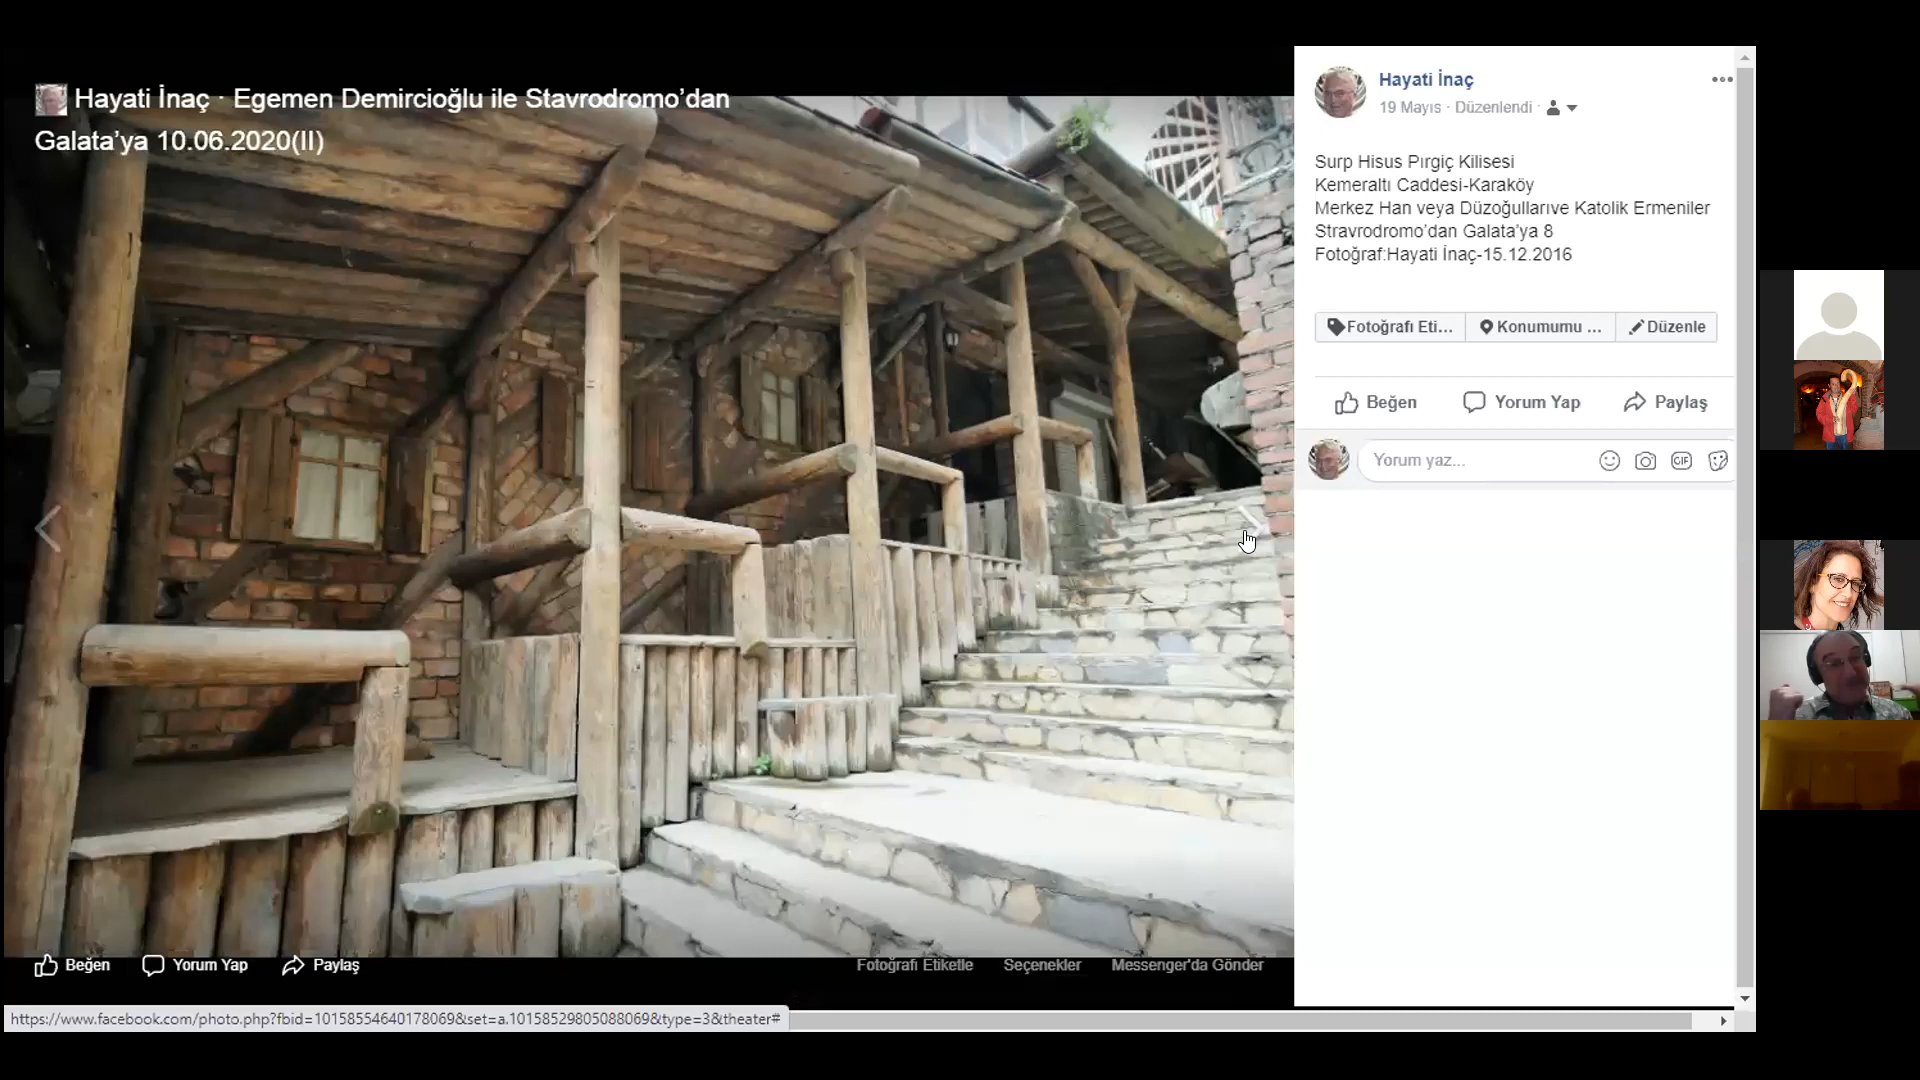 Hayati İnaç · Egemen Demircioğlu ile Stavrodromo’dan
Galata’ya 10.06.2020(II)
Hayati İnaç
19 Mayıs · Düzenlendi ·
Surp Hisus Pırgiç Kilisesi
Kemeraltı Caddesi-Karaköy
Merkez Han veya Düzoğullarıve Katolik Ermeniler
Stravrodromo’dan Galata’ya 8
Fotoğraf:Hayati İnaç-15.12.2016
Fotoğrafı Eti... Konumumu ... Düzenle
Beğen Yorum Yap Paylaş
Yorum yaz...
GIF
Beğen Yorum Yap Paylaş
Fotoğrafı Etiketle Seçenekler Messenger'da Gönder
https://www.facebook.com/photo.php?fbid=10158554640178069&set=a.10158529805088069&type=3&theater#